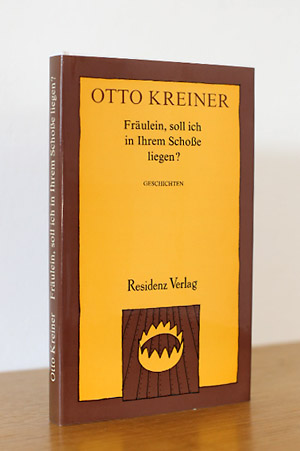 OTTO KREINER
Fräulein, soll ich
in Ihrem Schoße
liegen?
GESCHICHTEN
Residenz Verlag
Otto Kreiner Fräulein, soll ich in Ihrem Schoße liegen?